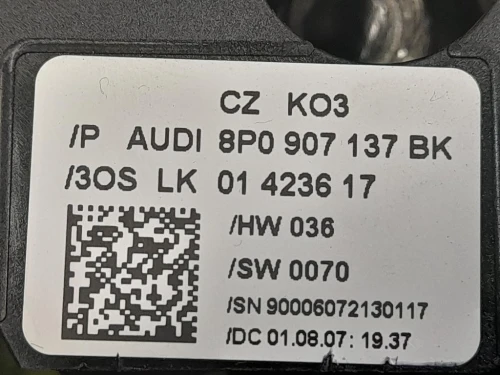 CZ KO3
/P AUDI 8P0 907 137 BK
/3OS LK 01 4236 17
/HW 036
/SW 0070
/SN 90006072130117
/DC 01.08.07: 19.37